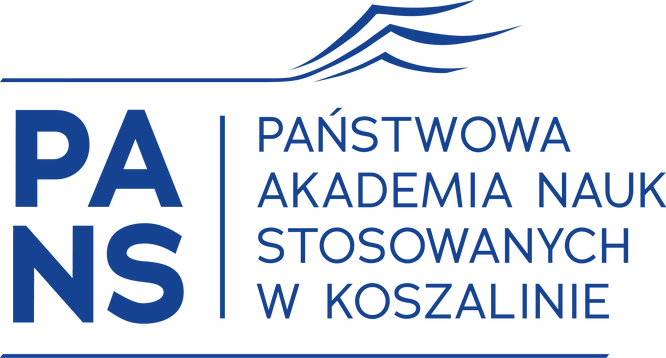 PA
NS
PAŃSTWOWA
AKADEMIA NAUK
STOSOWANYCH
W KOSZALINIE